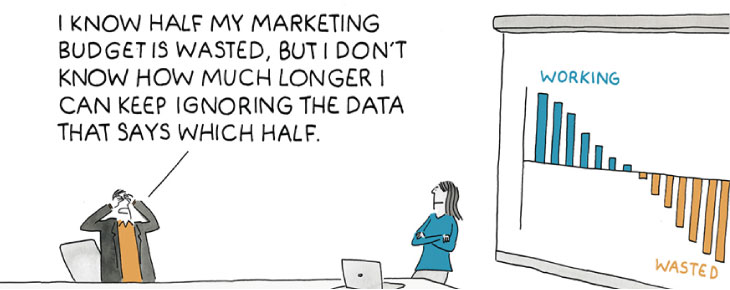 I KNOW HALF MY MARKETING
BUDGET IS WASTED, BUT I DON'T
KNOW HOW MUCH LONGER I
CAN KEEP IGNORING THE DATA
THAT SAYS WHICH HALF.
WORKING
WASTED